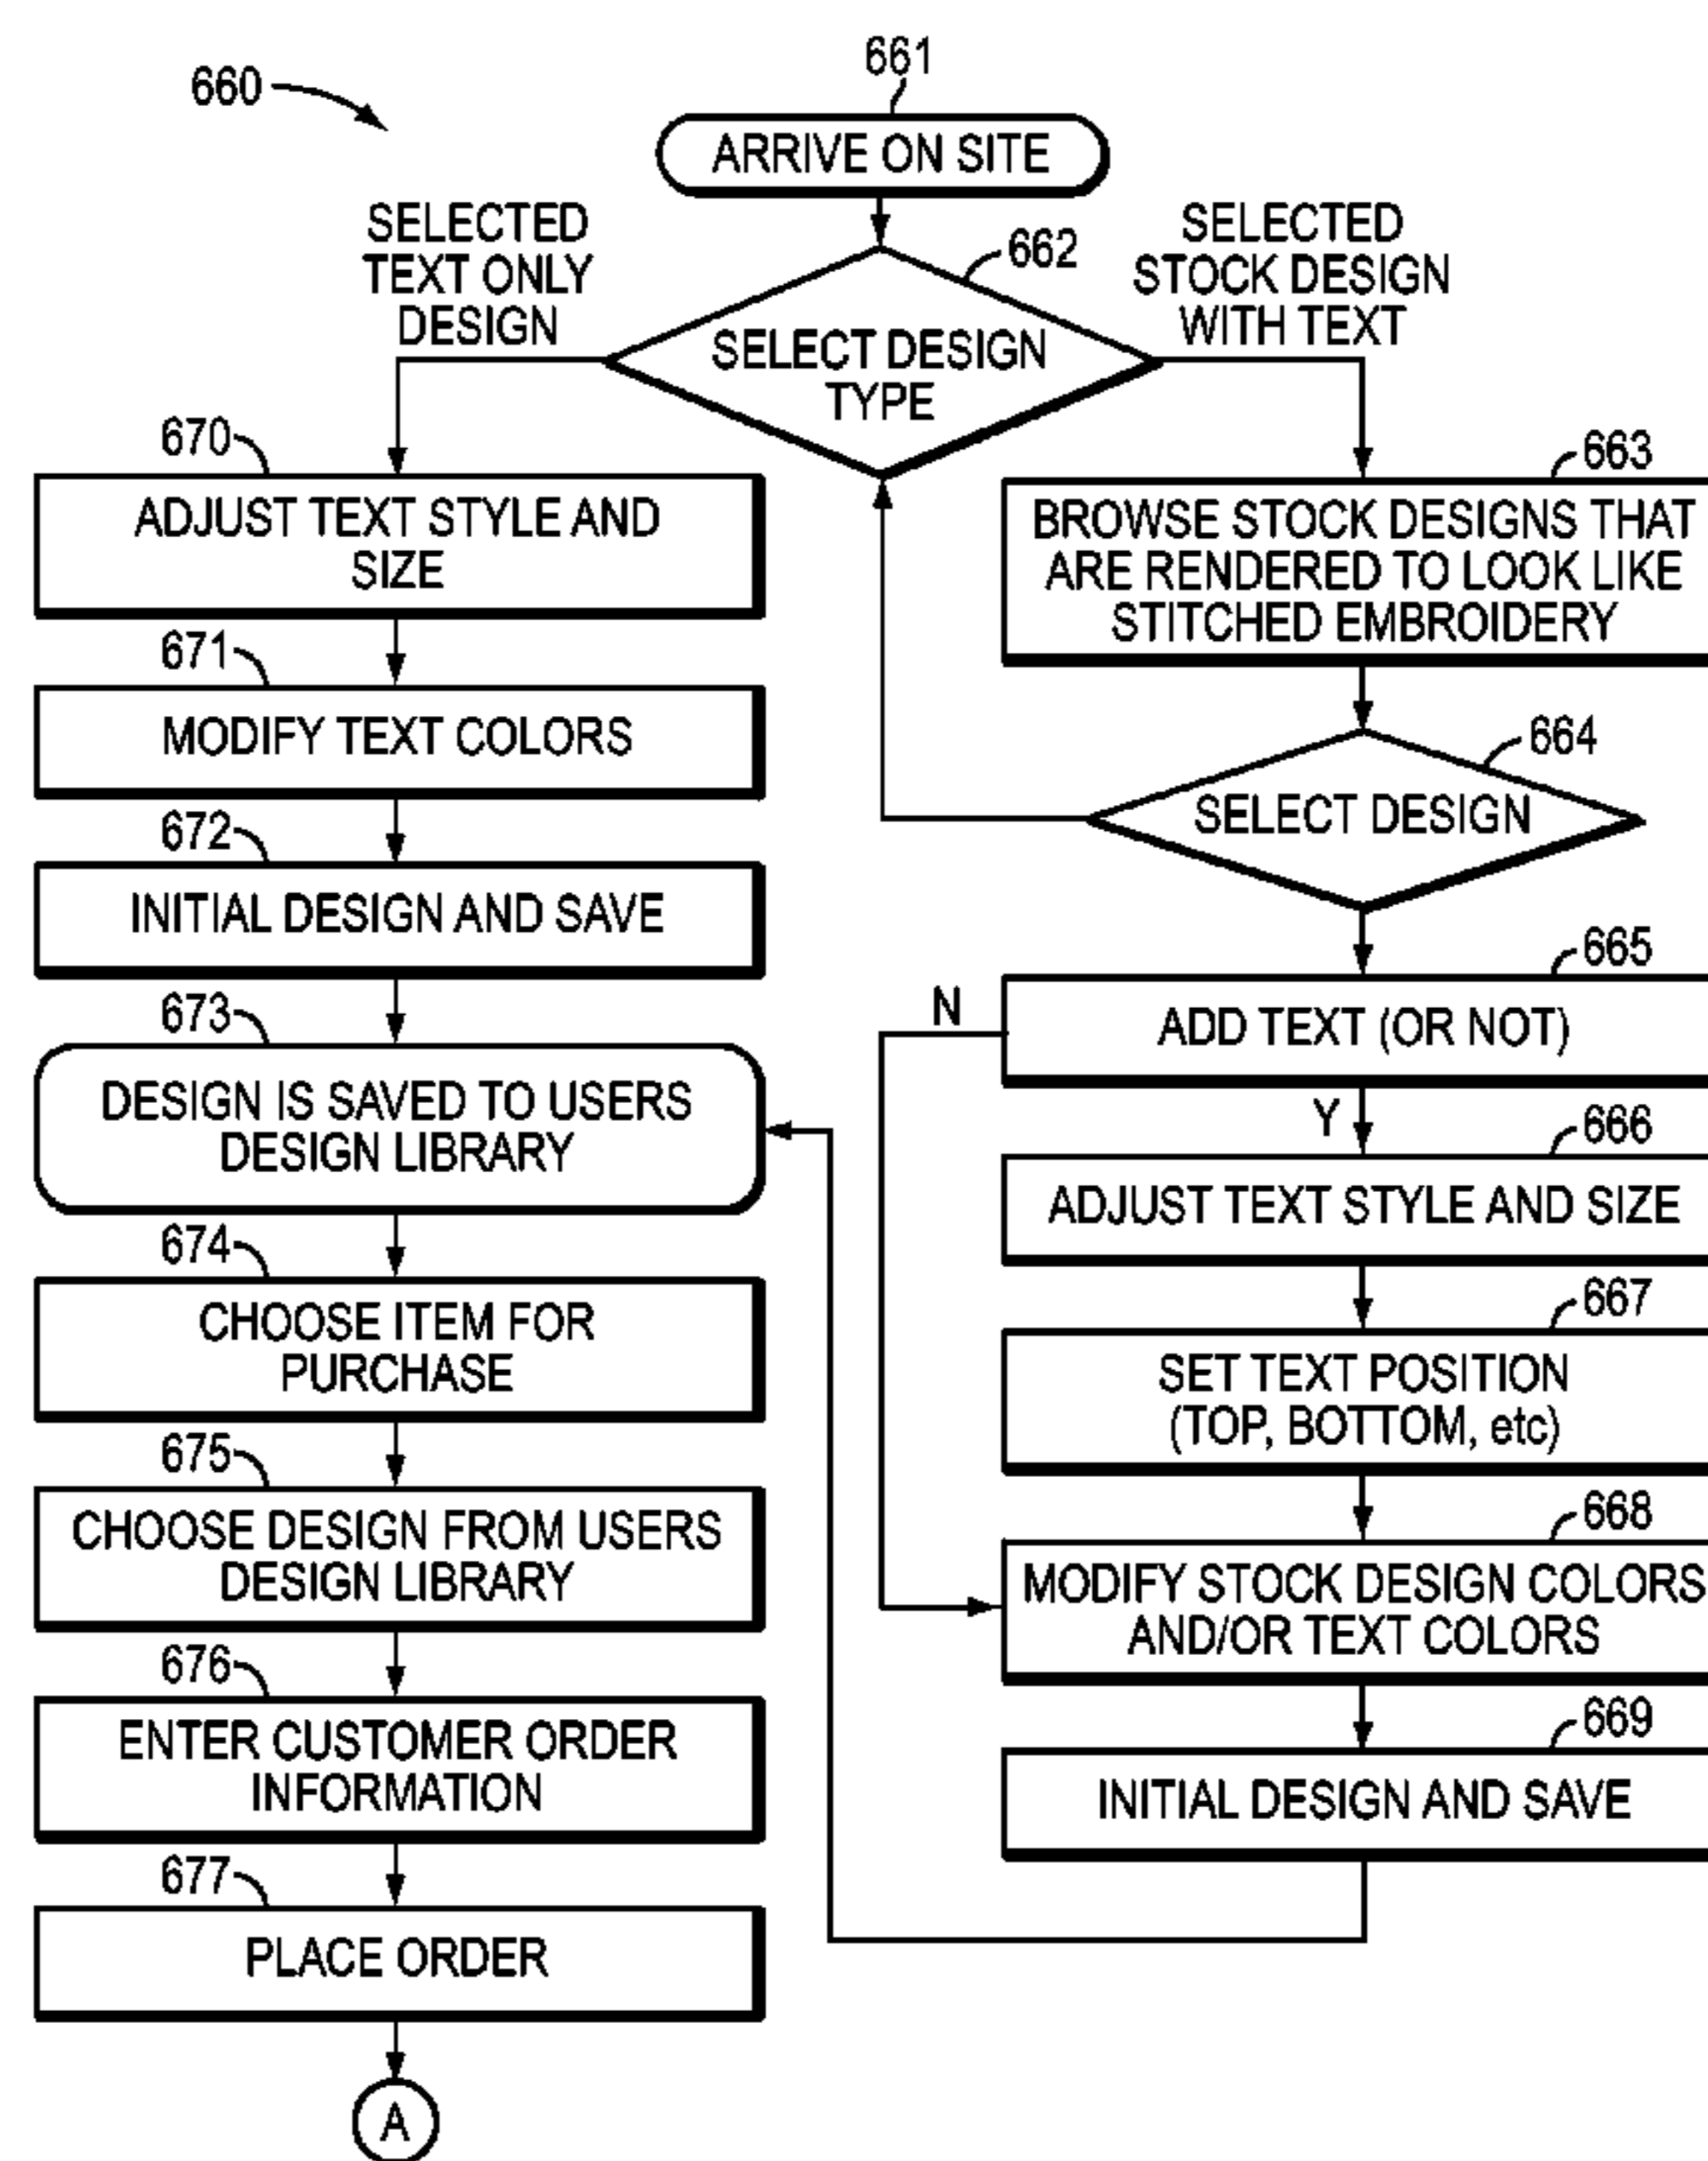 660
661
ARRIVE ON SITE
SELECTED
TEXT ONLY
DESIGN
662
SELECT DESIGN
TYPE
SELECTED
STOCK DESIGN
WITH TEXT
670
ADJUST TEXT STYLE AND
SIZE
671
MODIFY TEXT COLORS
672
INITIAL DESIGN AND SAVE
673
DESIGN IS SAVED TO USERS
DESIGN LIBRARY
674
CHOOSE ITEM FOR
PURCHASE
675
CHOOSE DESIGN FROM USERS
DESIGN LIBRARY
676
ENTER CUSTOMER ORDER
INFORMATION
677
PLACE ORDER
A
663
BROWSE STOCK DESIGNS THAT
ARE RENDERED TO LOOK LIKE
STITCHED EMBROIDERY
664
SELECT DESIGN
665
N
ADD TEXT (OR NOT)
Y
666
ADJUST TEXT STYLE AND SIZE
667
SET TEXT POSITION
(TOP, BOTTOM, etc)
668
MODIFY STOCK DESIGN COLORS
AND/OR TEXT COLORS
669
INITIAL DESIGN AND SAVE